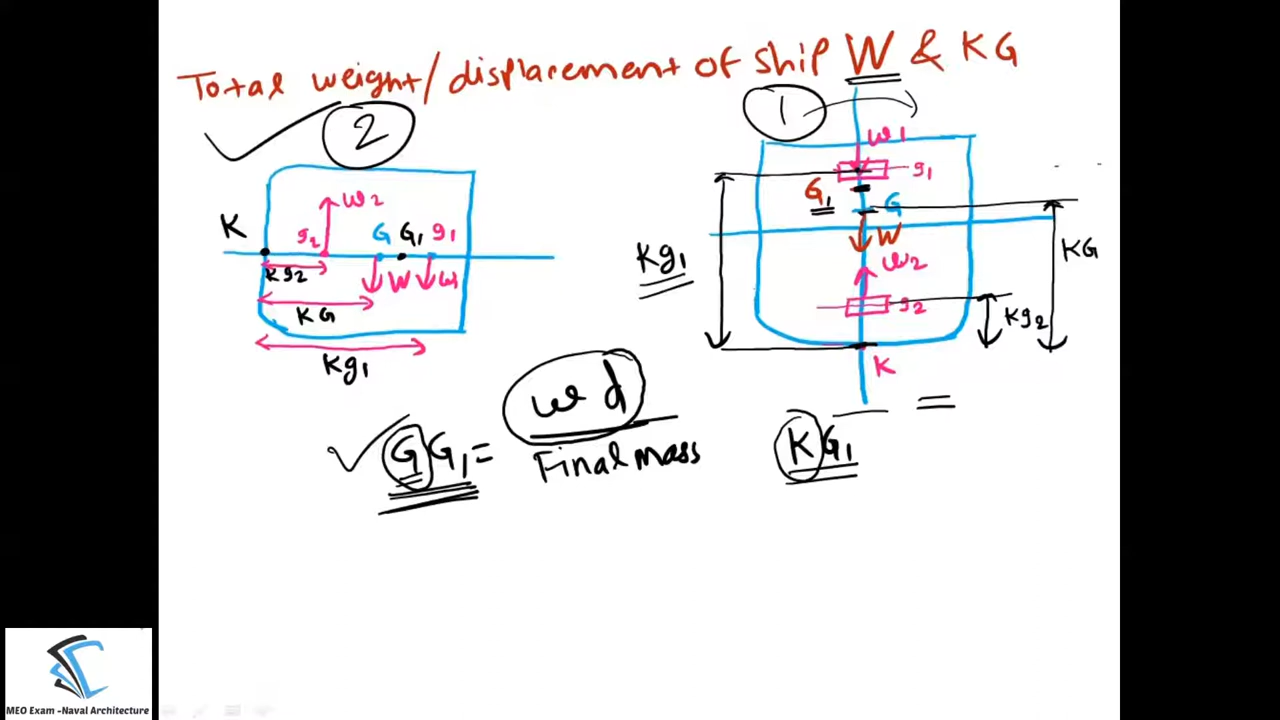 Total weight/displacement of ship W & KG
2
1
w1
g1
w2
K
g2
G G1 g1
G1
G
W
w2
Kg1
KG
Kg2
W w1
KG
g2
Kg2
Kg1
K
w d
GG1 =
Final mass
KG1
=
MEO Exam -Naval Architecture